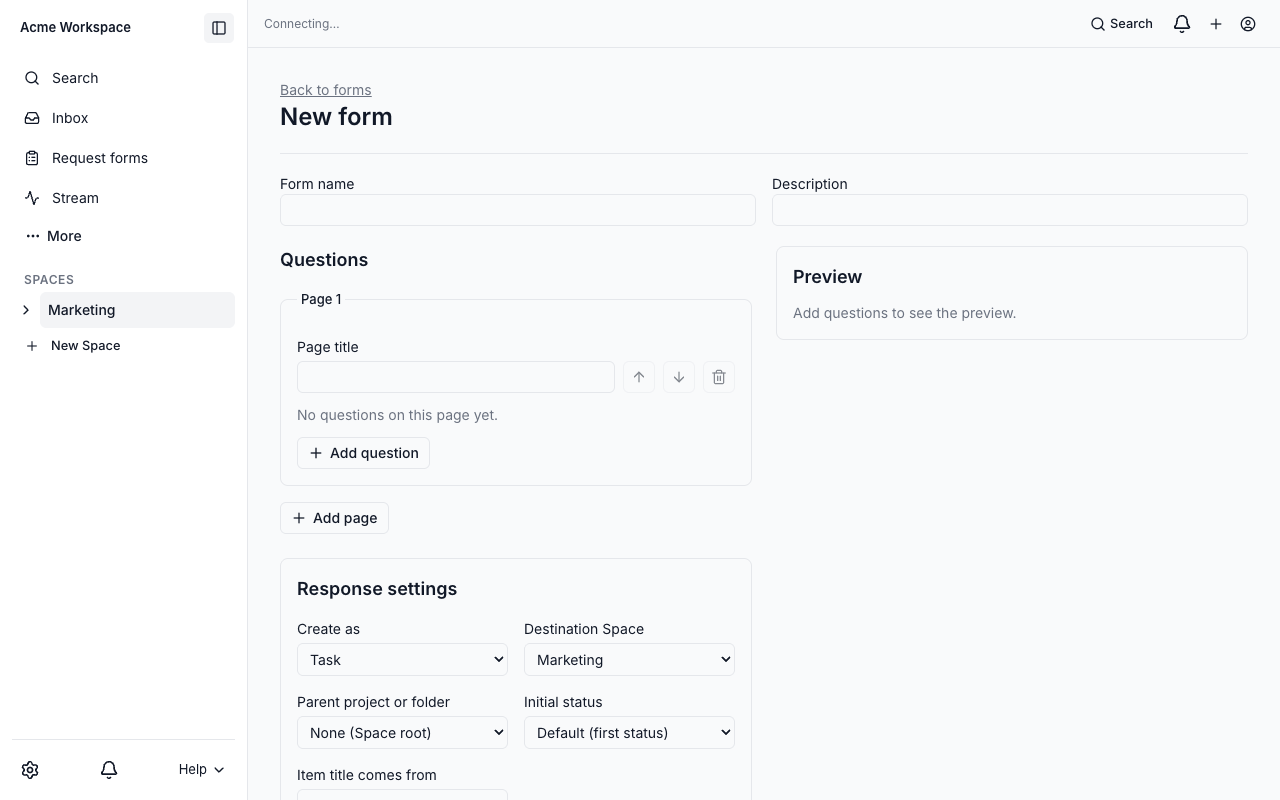 Acme Workspace
Search
Inbox
Request forms
Stream
More
SPACES
Marketing
New Space
Help
Connecting...
Search
Back to forms
New form
Form name
Description
Questions
Page 1
Page title
No questions on this page yet.
Add question
Add page
Preview
Add questions to see the preview.
Response settings
Create as
Destination Space
Task
Marketing
Parent project or folder
Initial status
None (Space root)
Default (first status)
Item title comes from